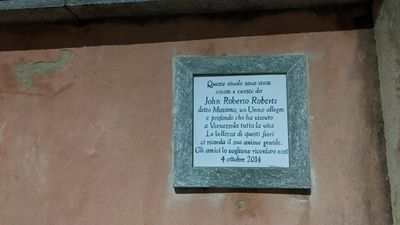 Queste aiuole sono state
create e curate da
John Roberto Roberts
detto Massimo, un Uomo allegro
e profondo che ha vissuto
a Vernazzola tutta la vita
La bellezza di questi fiori
ci ricorda il suo animo gentile.
Gli amici lo vogliono ricordare così
4 ottobre 2014